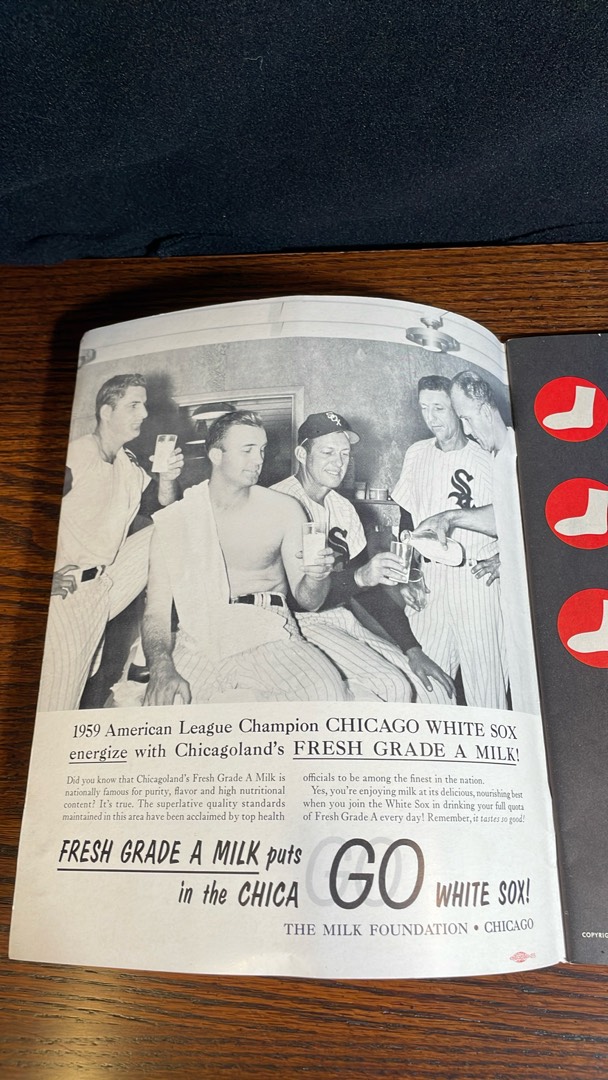 SOX
Sox
1959 American League Champion CHICAGO WHITE SOX
energize with Chicagoland's FRESH GRADE A MILK!
Did you know that Chicagoland's Fresh Grade A Milk is
nationally famous for purity, flavor and high nutritional
content? It's true. The superlative quality standards
maintained in this area have been acclaimed by top health
officials to be among the finest in the nation.
Yes, you're enjoying milk at its delicious, nourishing best
when you join the White Sox in drinking your full quota
of Fresh Grade A every day! Remember, it tastes so good!
FRESH GRADE A MILK puts
in the CHICA GO WHITE SOX!
THE MILK FOUNDATION • CHICAGO
COPYRIG